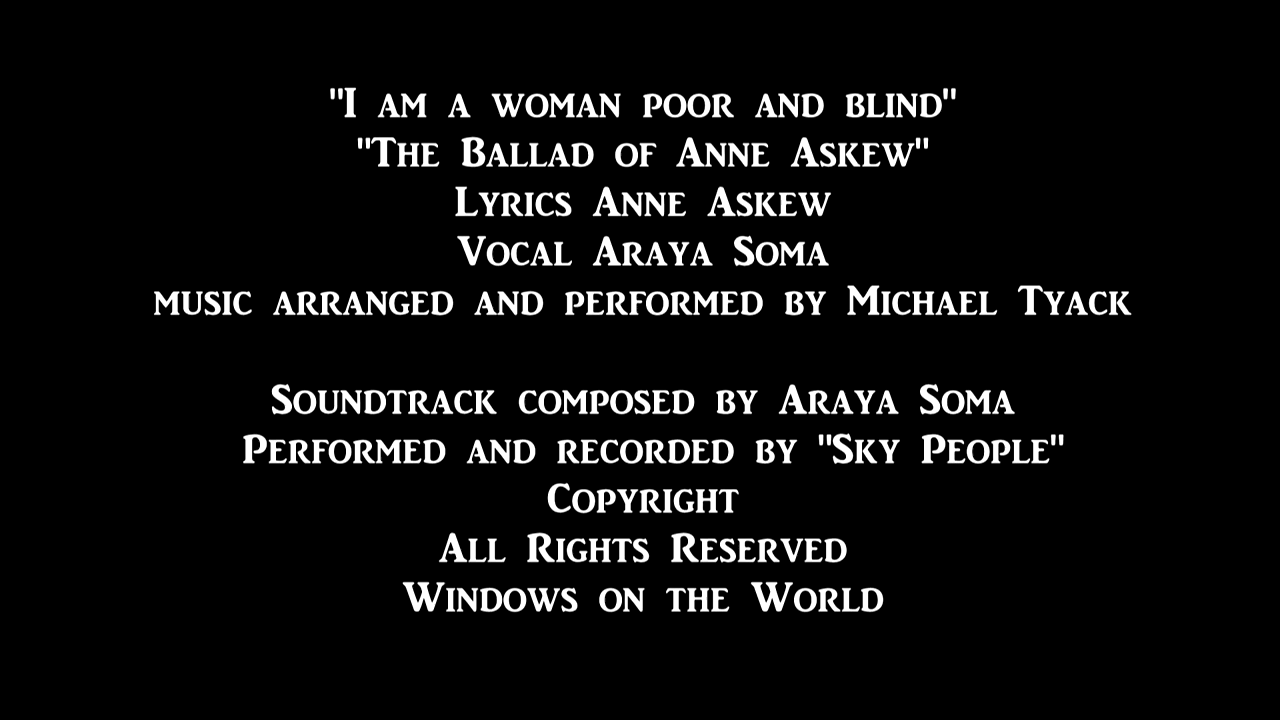 "I am a woman poor and blind"
"The Ballad of Anne Askew"
Lyrics Anne Askew
Vocal Araya Soma
music arranged and performed by Michael Tyack
Soundtrack composed by Araya Soma
Performed and recorded by "Sky People"
Copyright
All Rights Reserved
Windows on the World